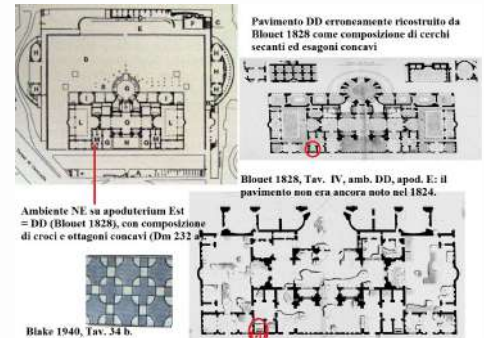 Pavimento DD erroneamente ricostruito da
Blouet 1828 come composizione di cerchi
secanti ed esagoni concavi
Blouet 1828, Tav. IV, amb. DD, apod. E: il
pavimento non era ancora noto nel 1824.
Ambiente NE su apoduterium Est
= DD (Blouet 1828), con composizione
di croci e ottagoni concavi (Dm 232 a).
Blake 1940, Tav. 34 b.